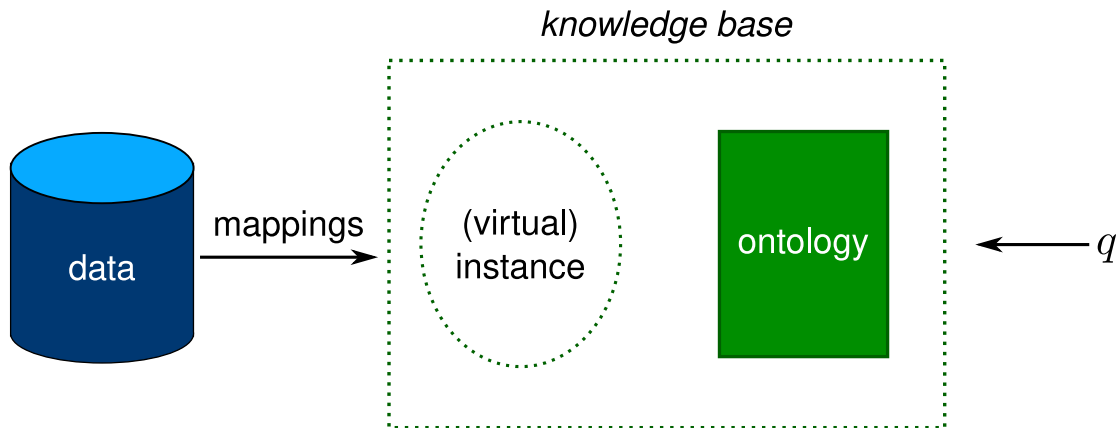 knowledge base
data
mappings
(virtual)
instance
ontology
q